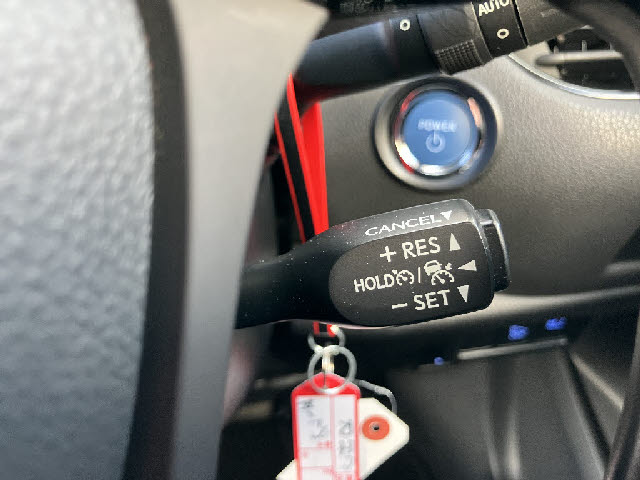 AUTO
POWER
CANCEL ▼
+ RES ▲
HOLD / ◄
− SET ▼